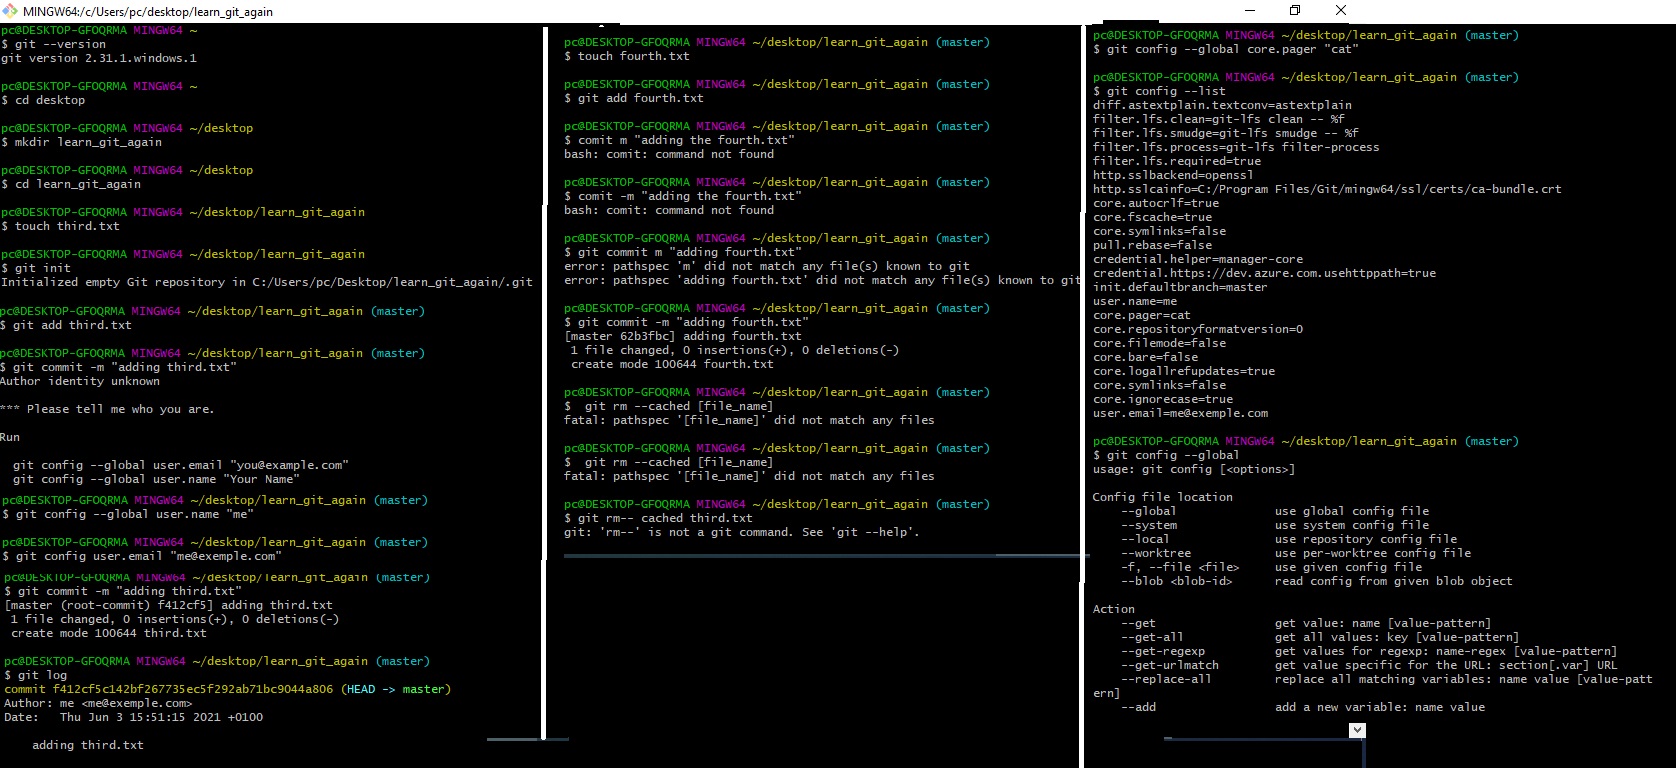 MINGW64:/c/Users/pc/desktop/learn_git_again
pc@DESKTOP-GFOQRMA MINGW64 ~
$ git --version
git version 2.31.1.windows.1
pc@DESKTOP-GFOQRMA MINGW64 ~
$ cd desktop
pc@DESKTOP-GFOQRMA MINGW64 ~/desktop
$ mkdir learn_git_again
pc@DESKTOP-GFOQRMA MINGW64 ~/desktop
$ cd learn_git_again
pc@DESKTOP-GFOQRMA MINGW64 ~/desktop/learn_git_again
$ touch third.txt
pc@DESKTOP-GFOQRMA MINGW64 ~/desktop/learn_git_again
$ git init
Initialized empty Git repository in C:/Users/pc/Desktop/learn_git_again/.git
pc@DESKTOP-GFOQRMA MINGW64 ~/desktop/learn_git_again (master)
$ git add third.txt
pc@DESKTOP-GFOQRMA MINGW64 ~/desktop/learn_git_again (master)
$ git commit -m "adding third.txt"
Author identity unknown
*** Please tell me who you are.
Run
git config --global user.email "you@example.com"
git config --global user.name "Your Name"
pc@DESKTOP-GFOQRMA MINGW64 ~/desktop/learn_git_again (master)
$ git config --global user.name "me"
pc@DESKTOP-GFOQRMA MINGW64 ~/desktop/learn_git_again (master)
$ git config user.email "me@exemple.com"
pc@DESKTOP-GFOQRMA MINGW64 ~/desktop/learn_git_again (master)
$ git commit -m "adding third.txt"
[master (root-commit) f412cf5] adding third.txt
1 file changed, 0 insertions(+), 0 deletions(-)
create mode 100644 third.txt
pc@DESKTOP-GFOQRMA MINGW64 ~/desktop/learn_git_again (master)
$ git log
commit f412cf5c142bf267735ec5f292ab71bc9044a806 (HEAD -> master)
Author: me <me@exemple.com>
Date:   Thu Jun 3 15:51:15 2021 +0100
adding third.txt
pc@DESKTOP-GFOQRMA MINGW64 ~/desktop/learn_git_again (master)
$ touch fourth.txt
pc@DESKTOP-GFOQRMA MINGW64 ~/desktop/learn_git_again (master)
$ git add fourth.txt
pc@DESKTOP-GFOQRMA MINGW64 ~/desktop/learn_git_again (master)
$ comit m "adding the fourth.txt"
bash: comit: command not found
pc@DESKTOP-GFOQRMA MINGW64 ~/desktop/learn_git_again (master)
$ comit -m "adding the fourth.txt"
bash: comit: command not found
pc@DESKTOP-GFOQRMA MINGW64 ~/desktop/learn_git_again (master)
$ git commit m "adding fourth.txt"
error: pathspec 'm' did not match any file(s) known to git
error: pathspec 'adding fourth.txt' did not match any file(s) known to git
pc@DESKTOP-GFOQRMA MINGW64 ~/desktop/learn_git_again (master)
$ git commit -m "adding fourth.txt"
[master 62b3fbc] adding fourth.txt
1 file changed, 0 insertions(+), 0 deletions(-)
create mode 100644 fourth.txt
pc@DESKTOP-GFOQRMA MINGW64 ~/desktop/learn_git_again (master)
$  git rm --cached [file_name]
fatal: pathspec '[file_name]' did not match any files
pc@DESKTOP-GFOQRMA MINGW64 ~/desktop/learn_git_again (master)
$  git rm --cached [file_name]
fatal: pathspec '[file_name]' did not match any files
pc@DESKTOP-GFOQRMA MINGW64 ~/desktop/learn_git_again (master)
$ git rm-- cached third.txt
git: 'rm--' is not a git command. See 'git --help'.
pc@DESKTOP-GFOQRMA MINGW64 ~/desktop/learn_git_again (master)
$ git config --global core.pager "cat"
pc@DESKTOP-GFOQRMA MINGW64 ~/desktop/learn_git_again (master)
$ git config --list
diff.astextplain.textconv=astextplain
filter.lfs.clean=git-lfs clean -- %f
filter.lfs.smudge=git-lfs smudge -- %f
filter.lfs.process=git-lfs filter-process
filter.lfs.required=true
http.sslbackend=openssl
http.sslcainfo=C:/Program Files/Git/mingw64/ssl/certs/ca-bundle.crt
core.autocrlf=true
core.fscache=true
core.symlinks=false
pull.rebase=false
credential.helper=manager-core
credential.https://dev.azure.com.usehttppath=true
init.defaultbranch=master
user.name=me
core.pager=cat
core.repositoryformatversion=0
core.filemode=false
core.bare=false
core.logallrefupdates=true
core.symlinks=false
core.ignorecase=true
user.email=me@exemple.com
pc@DESKTOP-GFOQRMA MINGW64 ~/desktop/learn_git_again (master)
$ git config --global
usage: git config [<options>]
Config file location
--global              use global config file
--system              use system config file
--local               use repository config file
--worktree            use per-worktree config file
-f, --file <file>     use given config file
--blob <blob-id>      read config from given blob object
Action
--get                 get value: name [value-pattern]
--get-all             get all values: key [value-pattern]
--get-regexp          get values for regexp: name-regex [value-pattern]
--get-urlmatch        get value specific for the URL: section[.var] URL
--replace-all         replace all matching variables: name value [value-patt
ern]
--add                 add a new variable: name value